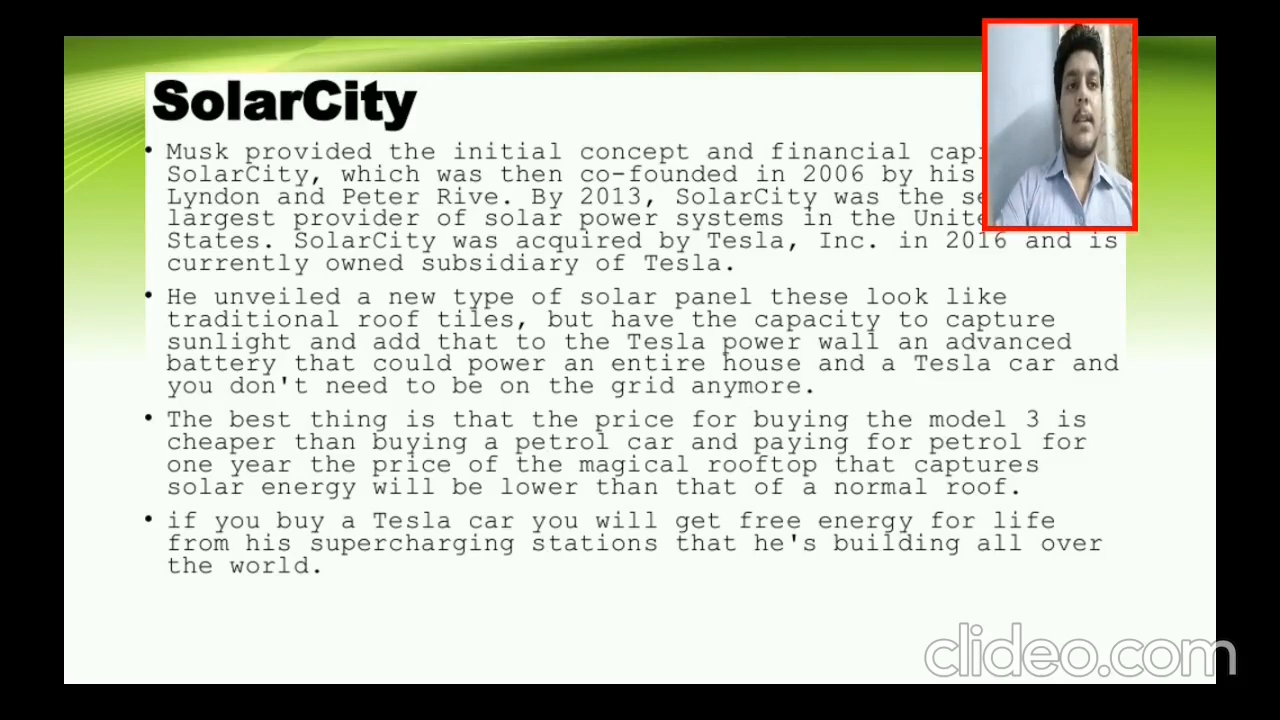 SolarCity
• Musk provided the initial concept and financial
SolarCity, which was then co-founded in 2006 by his
Lyndon and Peter Rive. By 2013, SolarCity was the
largest provider of solar power systems in the
States. SolarCity was acquired by Tesla, Inc. in 2016 and is
currently owned subsidiary of Tesla.
• He unveiled a new type of solar panel these look like
traditional roof tiles, but have the capacity to capture
sunlight and add that to the Tesla power wall an advanced
battery that could power an entire house and a Tesla car and
you don't need to be on the grid anymore.
• The best thing is that the price for buying the model 3 is
cheaper than buying a petrol car and paying for petrol for
one year the price of the magical rooftop that captures
solar energy will be lower than that of a normal roof.
• if you buy a Tesla car you will get free energy for life
from his supercharging stations that he's building all over
the world.
clideo.com